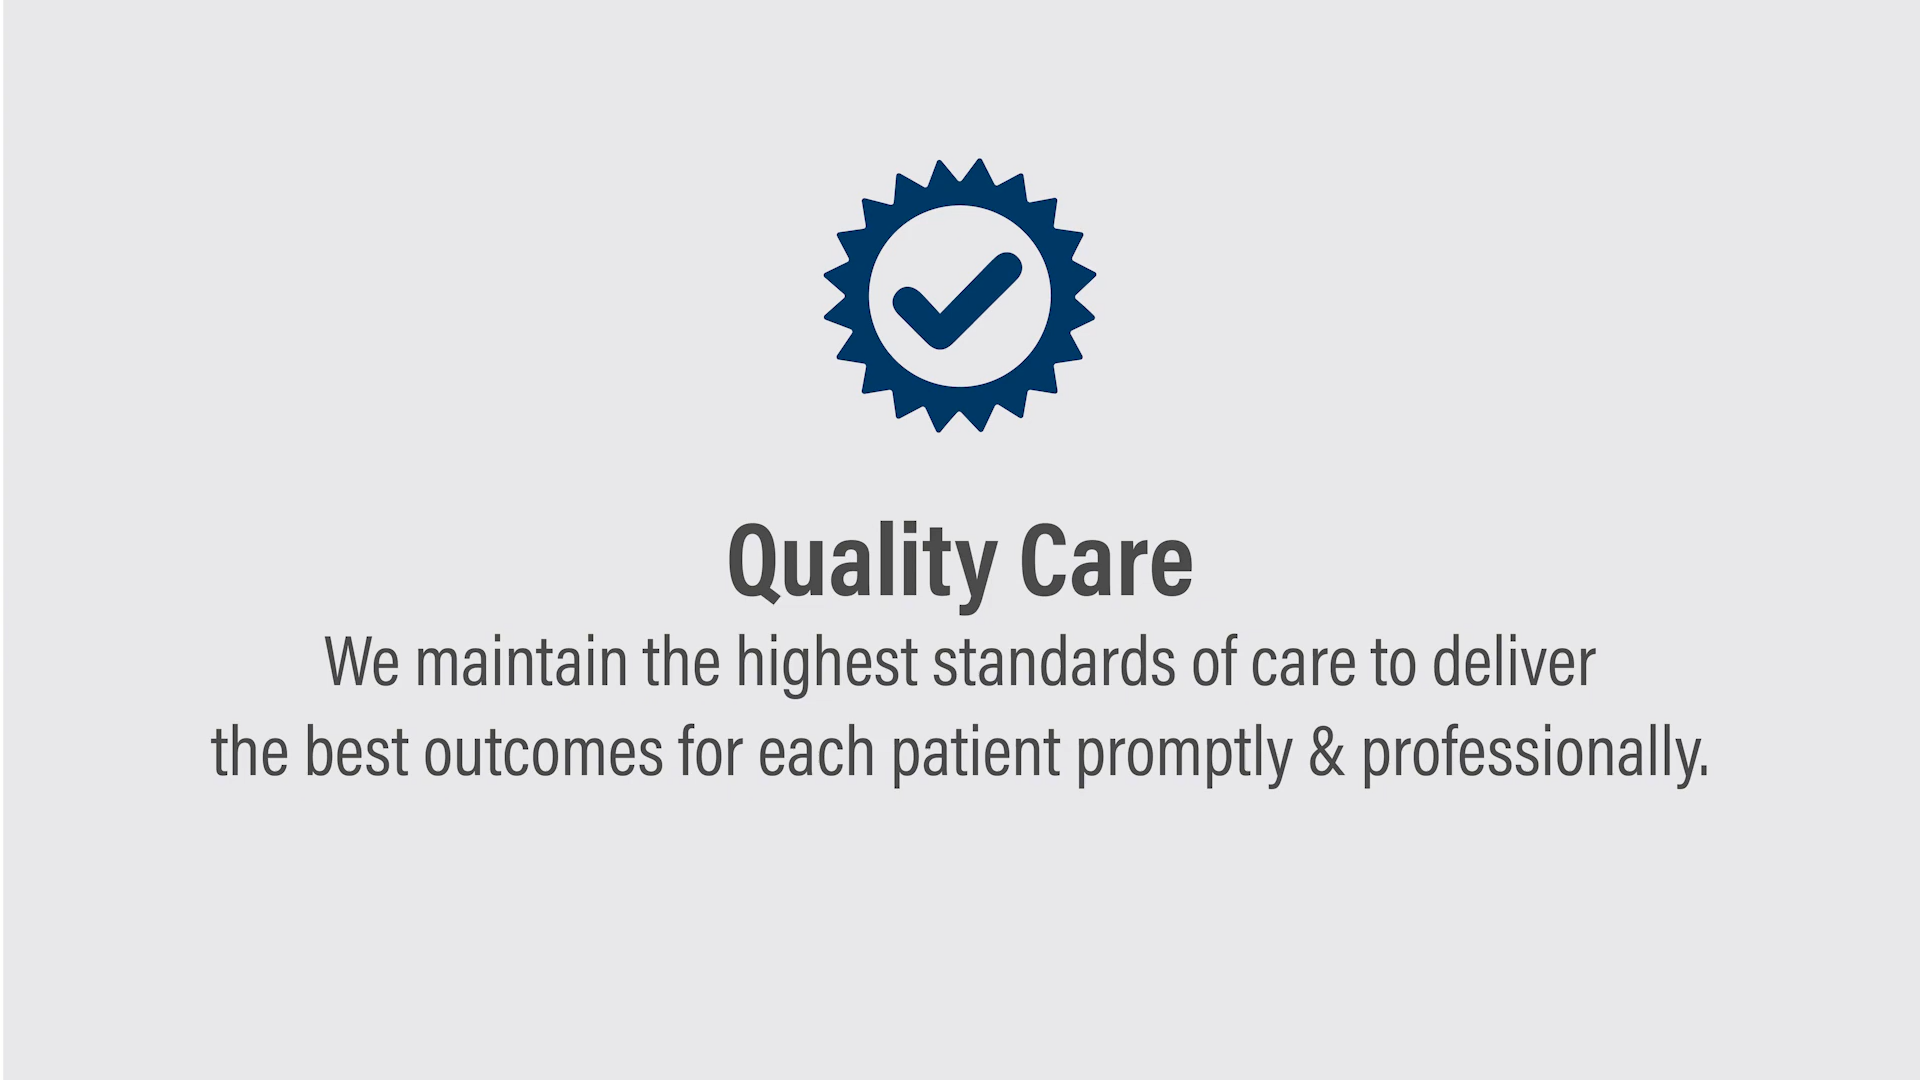 Quality Care
We maintain the highest standards of care to deliver
the best outcomes for each patient promptly & professionally.